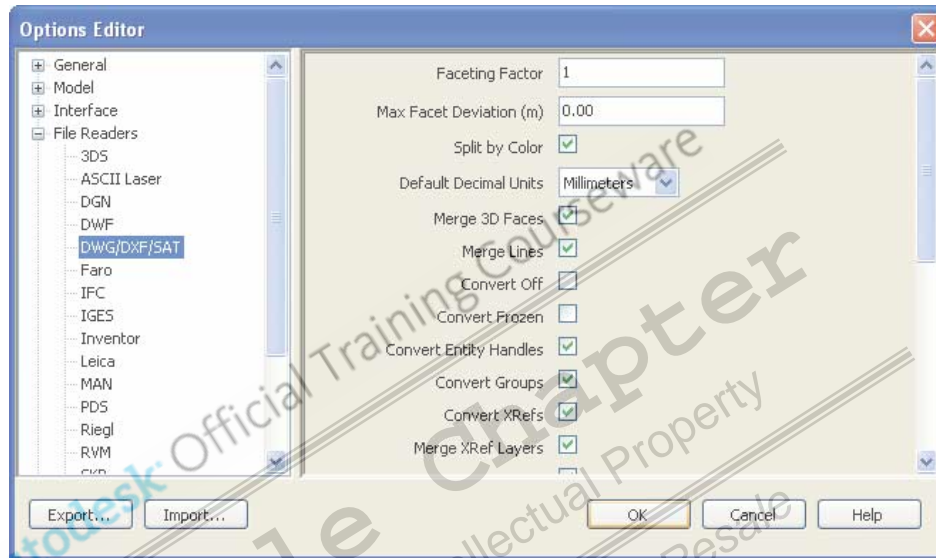 Options Editor
General
Model
Interface
File Readers
3DS
ASCII Laser
DGN
DWF
DWG/DXF/SAT
Faro
IFC
IGES
Inventor
Leica
MAN
PDS
Riegl
RVM
Faceting Factor 1
Max Facet Deviation (m) 0.00
Split by Color
Default Decimal Units Millimeters
Merge 3D Faces
Merge Lines
Convert Off
Convert Frozen
Convert Entity Handles
Convert Groups
Convert XRefs
Merge XRef Layers
Export...
Import...
OK
Cancel
Help
Official Training Courseware
Chapter
Property
Resale